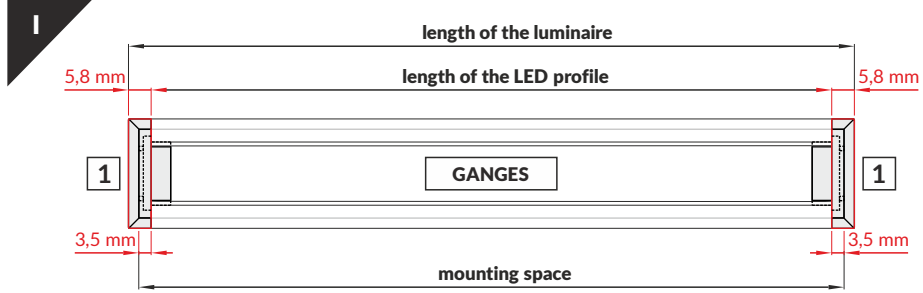 I
length of the luminaire
5,8 mm
length of the LED profile
5,8 mm
1
GANGES
1
3,5 mm
3,5 mm
mounting space